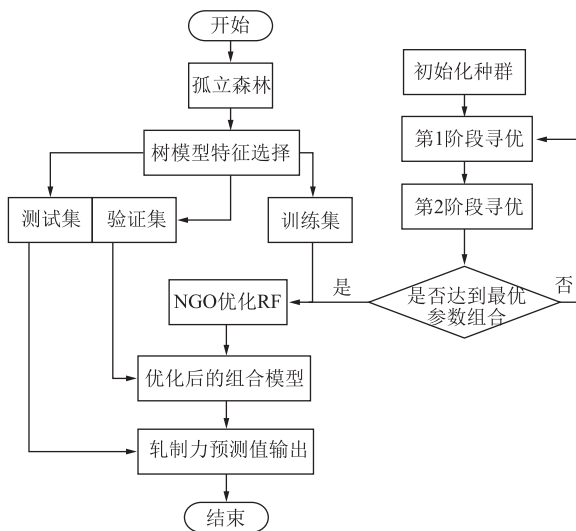 开始
孤立森林
树模型特征选择
测试集
验证集
训练集
NGO优化RF
优化后的组合模型
轧制力预测值输出
结束
初始化种群
第1阶段寻优
第2阶段寻优
是否达到最优
参数组合
是
否